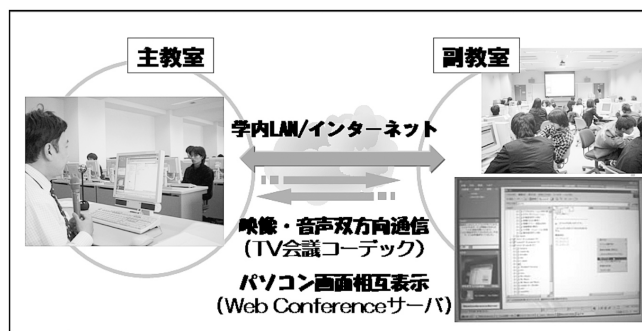 主教室
副教室
学内LAN/インターネット
映像・音声双方向通信
(TV会議コーデック)
パソコン画面相互表示
(Web Conferenceサーバ)